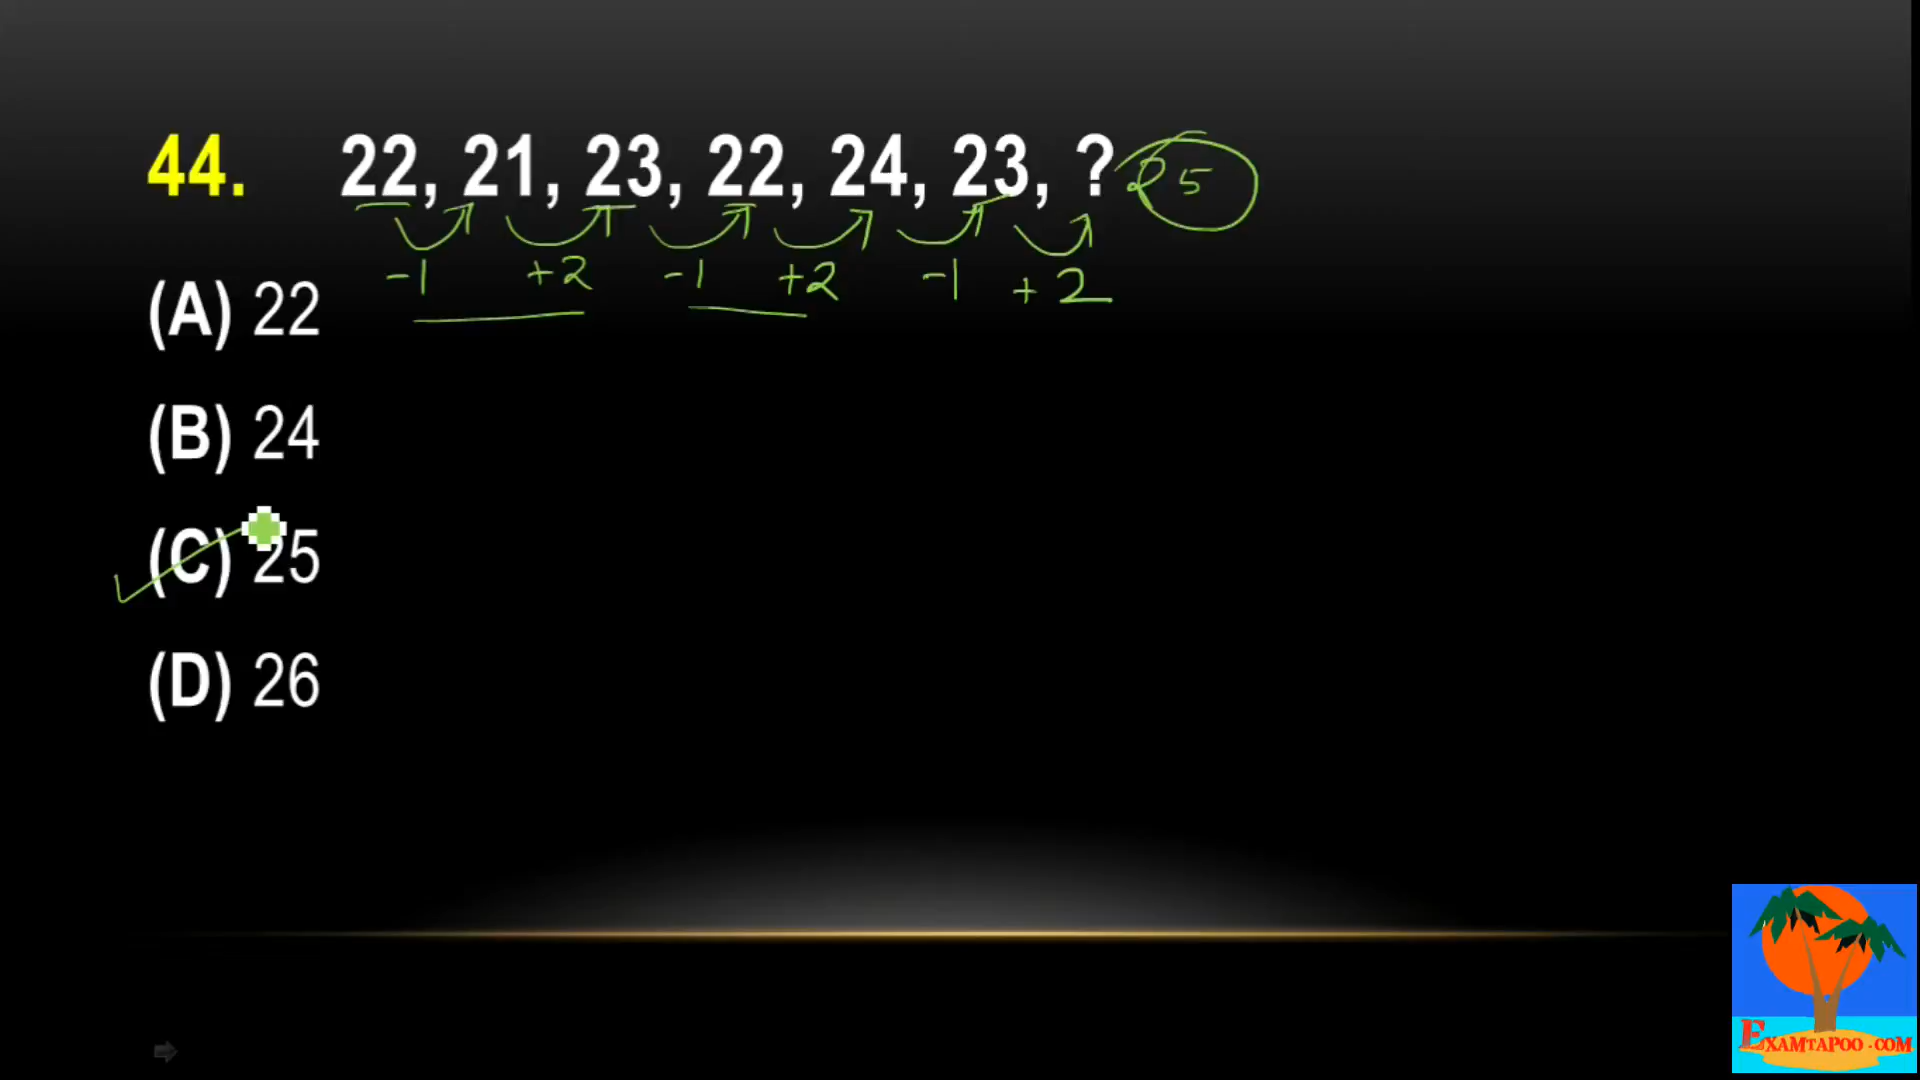 44. 22, 21, 23, 22, 24, 23, ? 25
-1 +2 -1 +2 -1 +2
(A) 22
(B) 24
(C) 25
(D) 26
EXAMTAPOO.COM